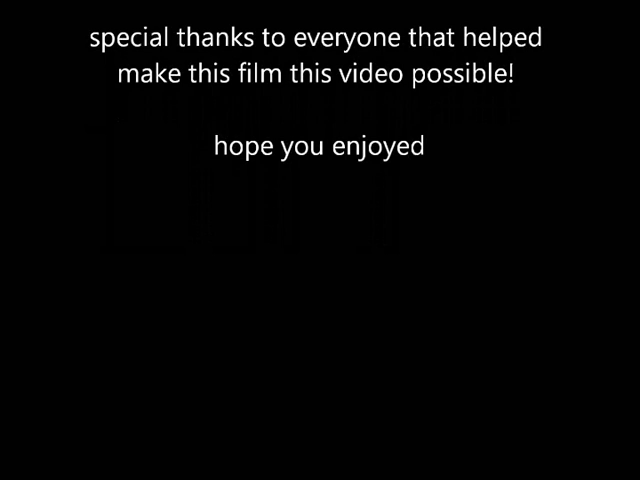 special thanks to everyone that helped
make this film this video possible!
hope you enjoyed